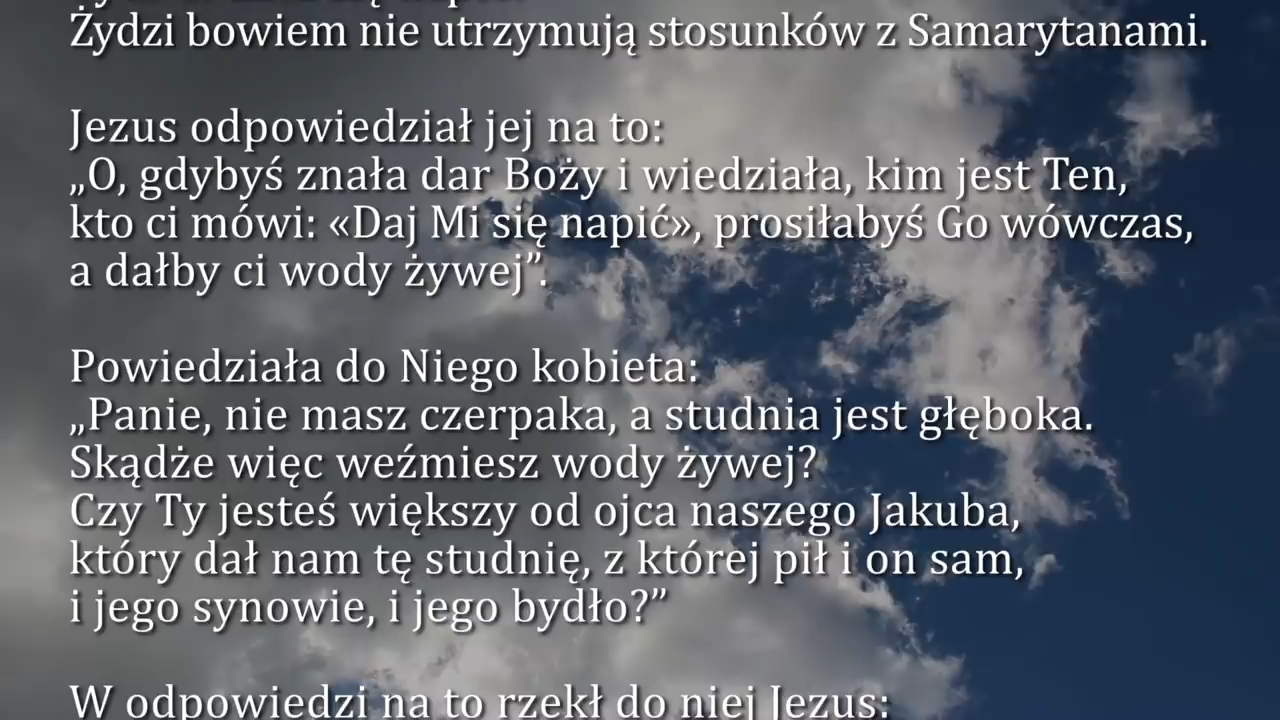 Żydzi bowiem nie utrzymują stosunków z Samarytanami.
Jezus odpowiedział jej na to:
„O, gdybyś znała dar Boży i wiedziała, kim jest Ten,
kto ci mówi: «Daj Mi się napić», prosiłabyś Go wówczas,
a dałby ci wody żywej”.
Powiedziała do Niego kobieta:
„Panie, nie masz czerpaka, a studnia jest głęboka.
Skądże więc weźmiesz wody żywej?
Czy Ty jesteś większy od ojca naszego Jakuba,
który dał nam tę studnię, z której pił i on sam,
i jego synowie, i jego bydło?”
W odpowiedzi na to rzekł do niej Jezus: